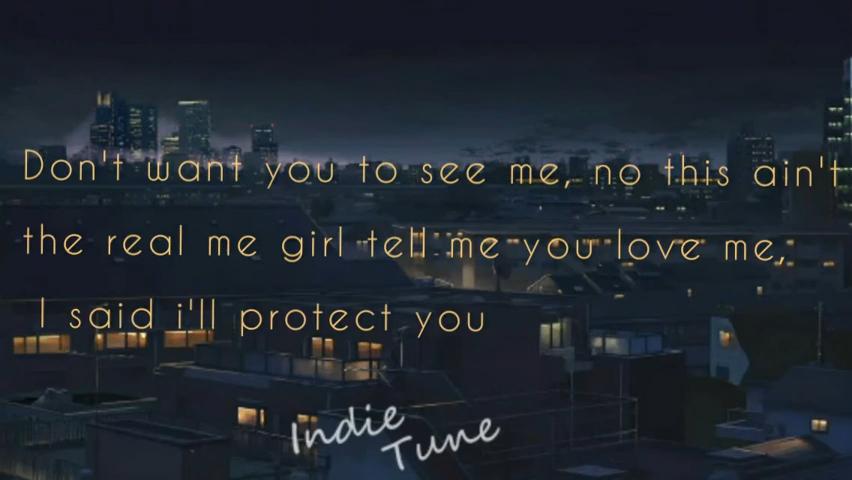 Don't want you to see me, no this ain't
the real me girl tell me you love me,
I said i'll protect you
Indie
Tune